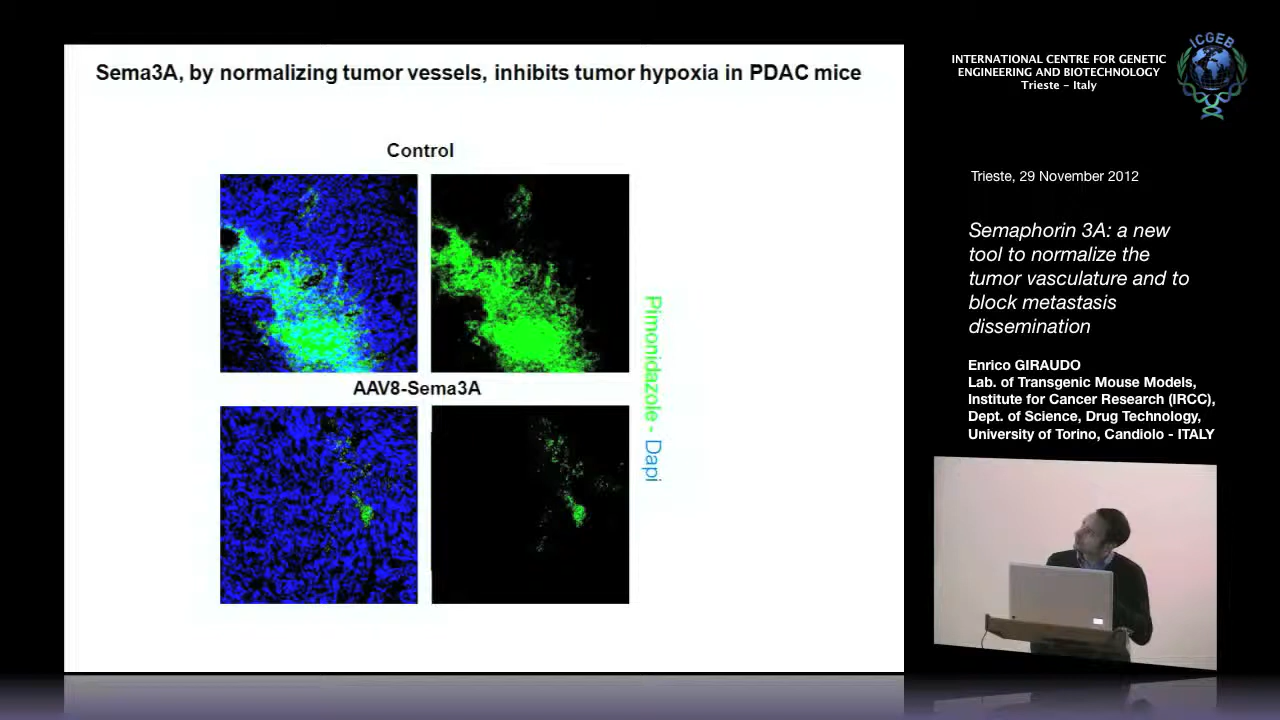 Sema3A, by normalizing tumor vessels, inhibits tumor hypoxia in PDAC mice
Control
AAV8-Sema3A
Pimonidazole - Dapi
INTERNATIONAL CENTRE FOR GENETIC
ENGINEERING AND BIOTECHNOLOGY
Trieste - Italy
ICGEB
Trieste, 29 November 2012
Semaphorin 3A: a new
tool to normalize the
tumor vasculature and to
block metastasis
dissemination
Enrico GIRAUDO
Lab. of Transgenic Mouse Models,
Institute for Cancer Research (IRCC),
Dept. of Science, Drug Technology,
University of Torino, Candiolo - ITALY